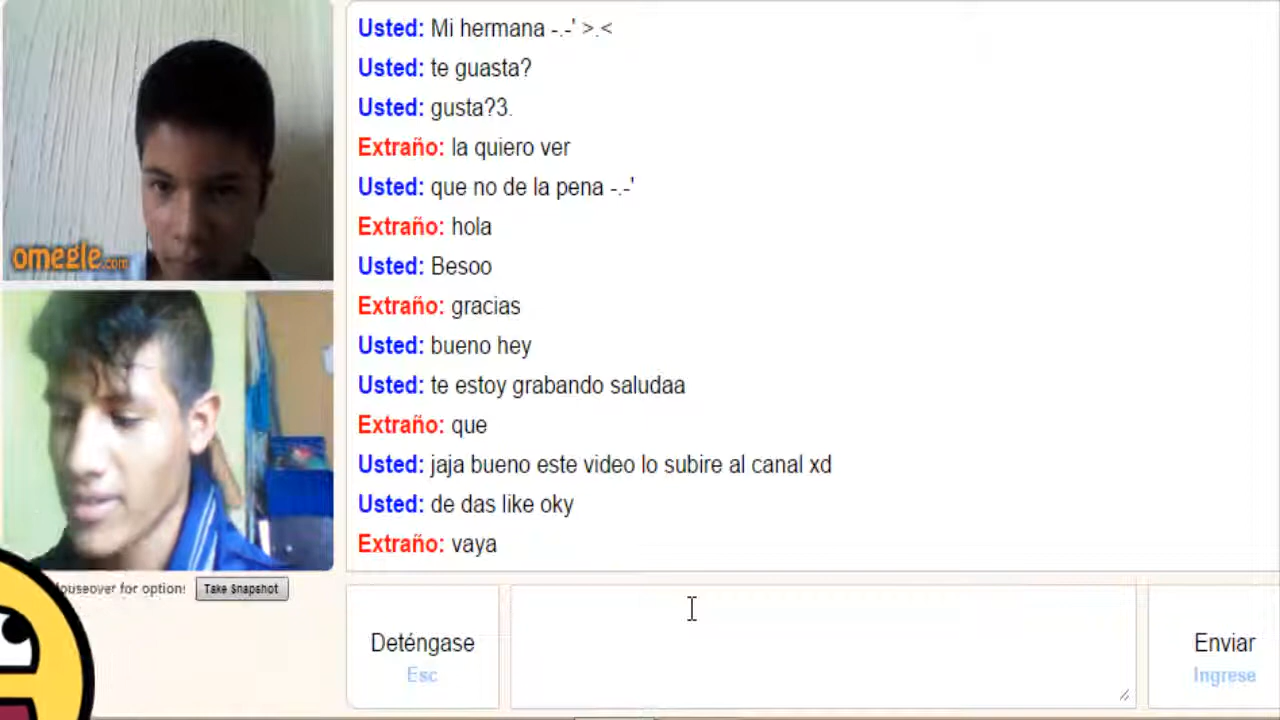 Usted: Mi hermana -.-' >.<
Usted: te guasta?
Usted: gusta?3.
Extraño: la quiero ver
Usted: que no de la pena -.-'
Extraño: hola
Usted: Besoo
Extraño: gracias
Usted: bueno hey
Usted: te estoy grabando saludaa
Extraño: que
Usted: jaja bueno este video lo subire al canal xd
Usted: de das like oky
Extraño: vaya
omegle.com
for options
Take Snapshot
Deténgase
Esc
Enviar
Ingrese